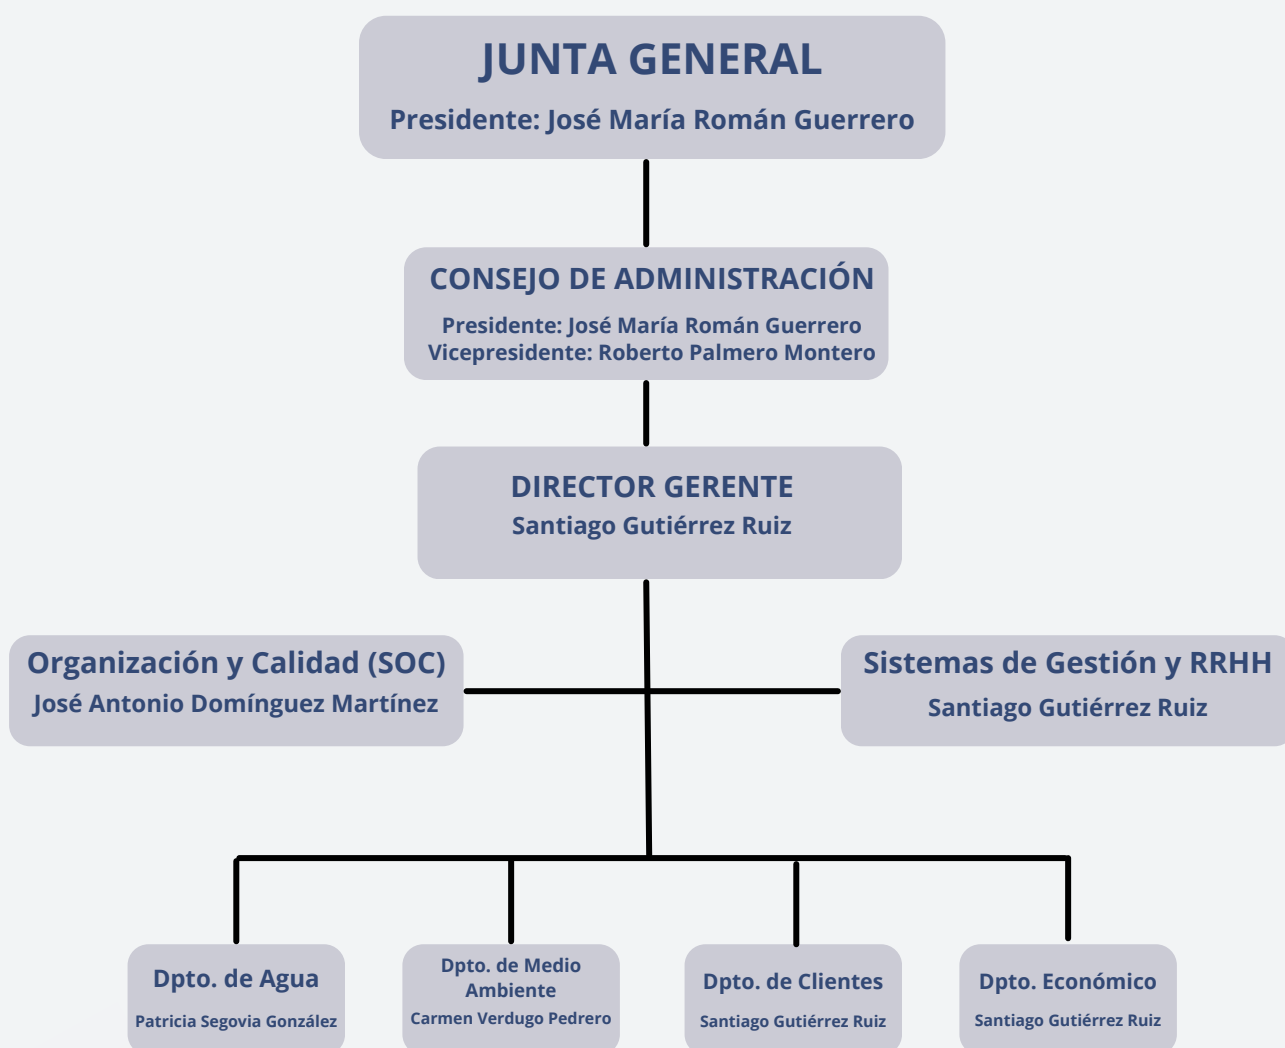 JUNTA GENERAL
Presidente: José María Román Guerrero
CONSEJO DE ADMINISTRACIÓN
Presidente: José María Román Guerrero
Vicepresidente: Roberto Palmero Montero
DIRECTOR GERENTE
Santiago Gutiérrez Ruiz
Organización y Calidad (SOC)
José Antonio Domínguez Martínez
Sistemas de Gestión y RRHH
Santiago Gutiérrez Ruiz
Dpto. de Agua
Patricia Segovia González
Dpto. de Medio
Ambiente
Carmen Verdugo Pedrero
Dpto. de Clientes
Santiago Gutiérrez Ruiz
Dpto. Económico
Santiago Gutiérrez Ruiz